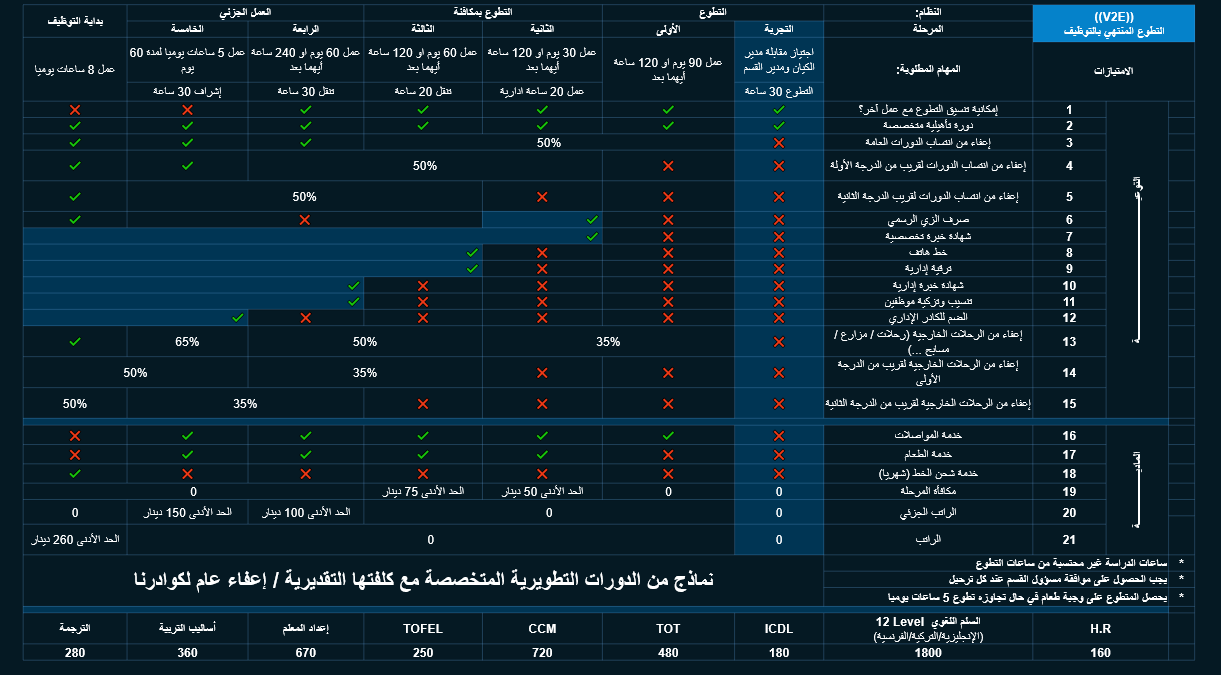 ((V2E))
التطوع المنتهي بالتوظيف
النظام: التطوع التطوع بمكافئة العمل الجزئي بداية التوظيف
المرحلة التجربة الأولى الثانية الثالثة الرابعة الخامسة
الامتيازات
المهام المطلوبة:
اجتياز مقابلة مدير الكيان ومدير القسم
التطوع 30 ساعة
عمل 90 يوم او 120 ساعة أيهما بعد
عمل 30 يوم او 120 ساعة أيهما بعد
عمل 20 ساعة ادارية
عمل 60 يوم او 120 ساعة أيهما بعد
تنقل 20 ساعة
عمل 60 يوم او 240 ساعة أيهما بعد
تنقل 30 ساعة
عمل 5 ساعات يوميا لمدة 60 يوم
إشراف 30 ساعة
عمل 8 ساعات يوميا
النوعيـــــة
1 إمكانية تنسيق التطوع مع عمل آخر؟ ✓ ✓ ✓ ✓ ✓ ✕ ✕
2 دورة تأهيلية متخصصة ✓ ✓ ✓ ✓ ✓ ✓ ✓
3 إعفاء من انتساب الدورات العامة ✕ 50% ✓ ✓ ✓
4 إعفاء من انتساب الدورات لقريب من الدرجة الأولة ✕ ✕ 50% ✓ ✓
5 إعفاء من انتساب الدورات لقريب الدرجة الثانية ✕ ✕ ✕ 50% ✓
6 صرف الزي الرسمي ✕ ✕ ✓ ✕ ✓
7 شهادة خبرة تخصصية ✕ ✕ ✓
8 خط هاتف ✕ ✕ ✕ ✓
9 ترقية إدارية ✕ ✕ ✕ ✓
10 شهادة خبرة إدارية ✕ ✕ ✕ ✕ ✓
11 تنسيب وتزكية موظفين ✕ ✕ ✕ ✕ ✓
12 الضم للكادر الإداري ✕ ✕ ✕ ✕ ✕ ✓
13 إعفاء من الرحلات الخارجية (رحلات / مزارع / مسابح ...) ✕ 35% 50% 65% ✓
14 إعفاء من الرحلات الخارجية لقريب من الدرجة الأولى ✕ ✕ ✕ 35% 50%
15 إعفاء من الرحلات الخارجية لقريب من الدرجة الثانية ✕ ✕ ✕ ✕ 35% 50%
الماديـــــة
16 خدمة المواصلات ✕ ✓ ✓ ✓ ✓ ✓ ✕
17 خدمة الطعام ✕ ✕ ✓ ✓ ✓ ✓ ✕
18 خدمة شحن الخط (شهريا) ✕ ✕ ✕ ✕ ✕ ✕ ✓
19 مكافأة المرحلة 0 0 الحد الأدنى 50 دينار الحد الأدنى 75 دينار 0
20 الراتب الجزئي 0 0 الحد الأدنى 100 دينار الحد الأدنى 150 دينار 0
21 الراتب 0 0 الحد الأدنى 260 دينار
* ساعات الدراسة غير محتسبة من ساعات التطوع
* يجب الحصول على موافقة مسؤول القسم عند كل ترحيل
* يحصل المتطوع على وجبة طعام في حال تجاوزه تطوع 5 ساعات يوميا
نماذج من الدورات التطويرية المتخصصة مع كلفتها التقديرية / إعفاء عام لكوادرنا
H.R السلم اللغوي 12 Level (الإنجليزية/التركية/الفرنسية) ICDL TOT CCM TOFEL إعداد المعلم أساليب التربية الترجمة
160 1800 180 480 720 250 670 360 280